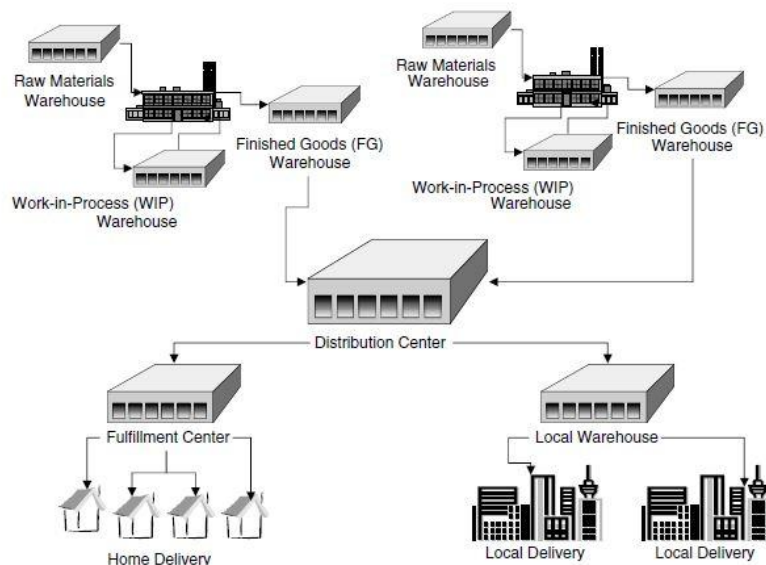 Raw Materials
Warehouse
Finished Goods (FG)
Warehouse
Work-in-Process (WIP)
Warehouse
Raw Materials
Warehouse
Finished Goods (FG)
Warehouse
Work-in-Process (WIP)
Warehouse
Distribution Center
Fulfillment Center
Local Warehouse
Home Delivery
Local Delivery
Local Delivery